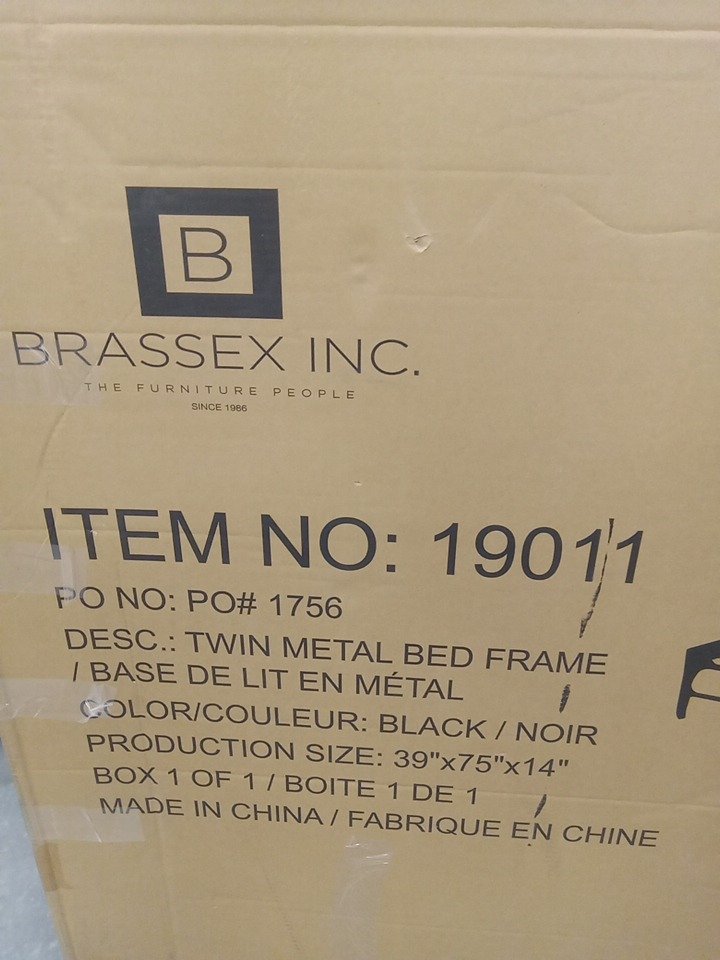 B
BRASSEX INC.
THE FURNITURE PEOPLE
SINCE 1986
ITEM NO: 19011
PO NO: PO# 1756
DESC.: TWIN METAL BED FRAME
/ BASE DE LIT EN MÉTAL
COLOR/COULEUR: BLACK / NOIR
PRODUCTION SIZE: 39"x75"x14"
BOX 1 OF 1 / BOITE 1 DE 1
MADE IN CHINA / FABRIQUE EN CHINE